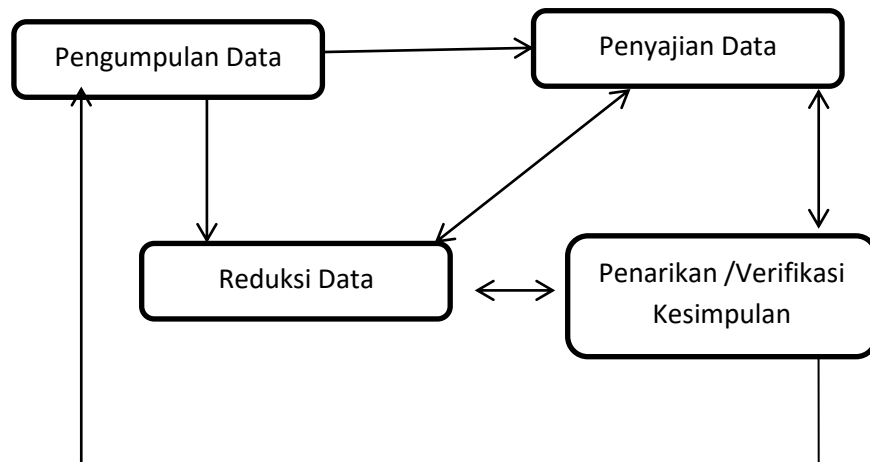 Pengumpulan Data
Penyajian Data
Reduksi Data
Penarikan /Verifikasi
Kesimpulan